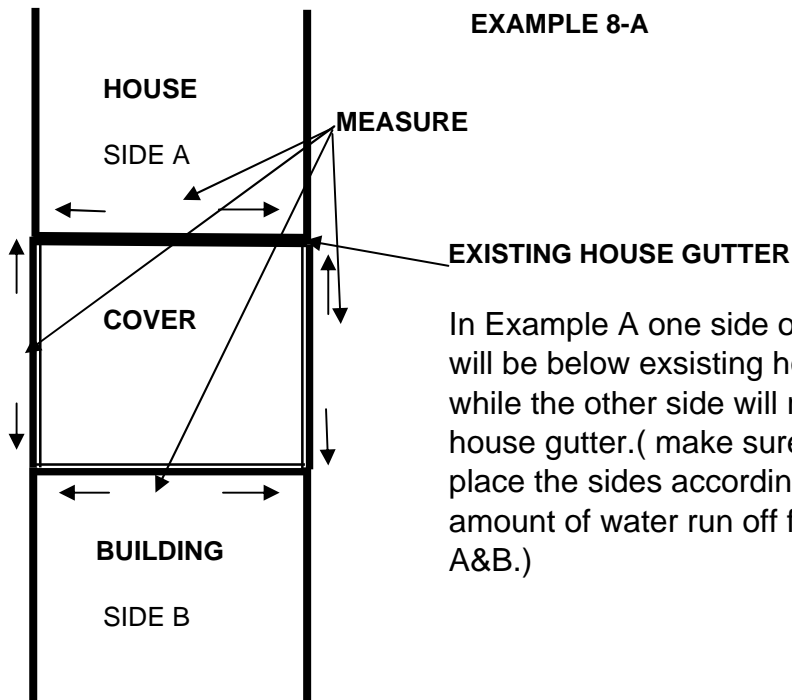 EXAMPLE 8-A
HOUSE
MEASURE
SIDE A
EXISTING HOUSE GUTTER
COVER
In Example A one side o
will be below exsisting h
while the other side will
house gutter.( make sure
place the sides accordin
amount of water run off f
A&B.)
BUILDING
SIDE B